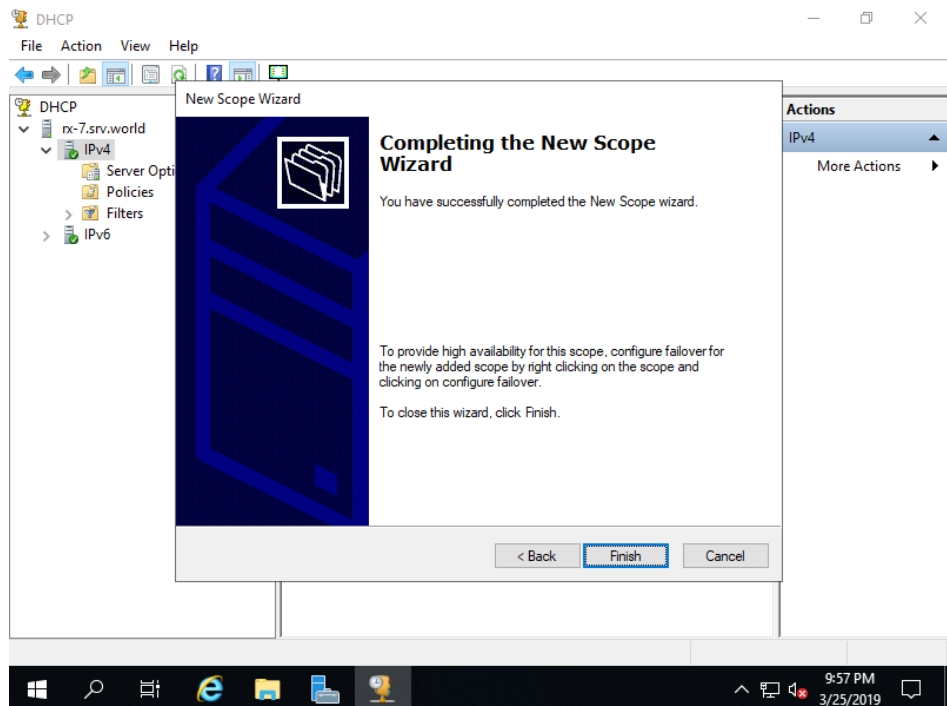 DHCP
File Action View Help
DHCP
rx-7.srv.world
IPv4
Server Opti
Policies
Filters
IPv6
New Scope Wizard
Completing the New Scope
Wizard
You have successfully completed the New Scope wizard.
To provide high availability for this scope, configure failover for
the newly added scope by right clicking on the scope and
clicking on configure failover.
To close this wizard, click Finish.
< Back Finish Cancel
Actions
IPv4
More Actions
9:57 PM
3/25/2019